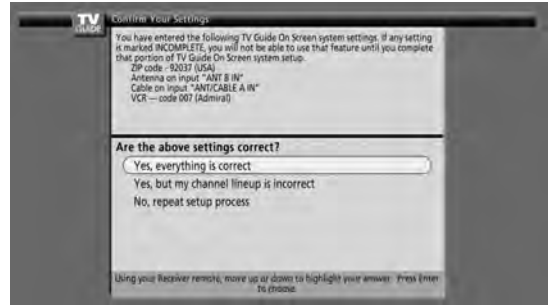 TV
GUIDE
Confirm Your Settings
You have entered the following TV Guide On Screen system settings. If any setting
is marked INCOMPLETE, you will not be able to use that feature until you complete
that portion of TV Guide On Screen system setup.
ZIP code - 92037 (USA)
Antenna on input "ANT B IN"
Cable on input "ANT/CABLE A IN"
VCR — code 007 (Admiral)
Are the above settings correct?
Yes, everything is correct
Yes, but my channel lineup is incorrect
No, repeat setup process
Using your Receiver remote, move up or down to highlight your answer. Press Enter
to choose.